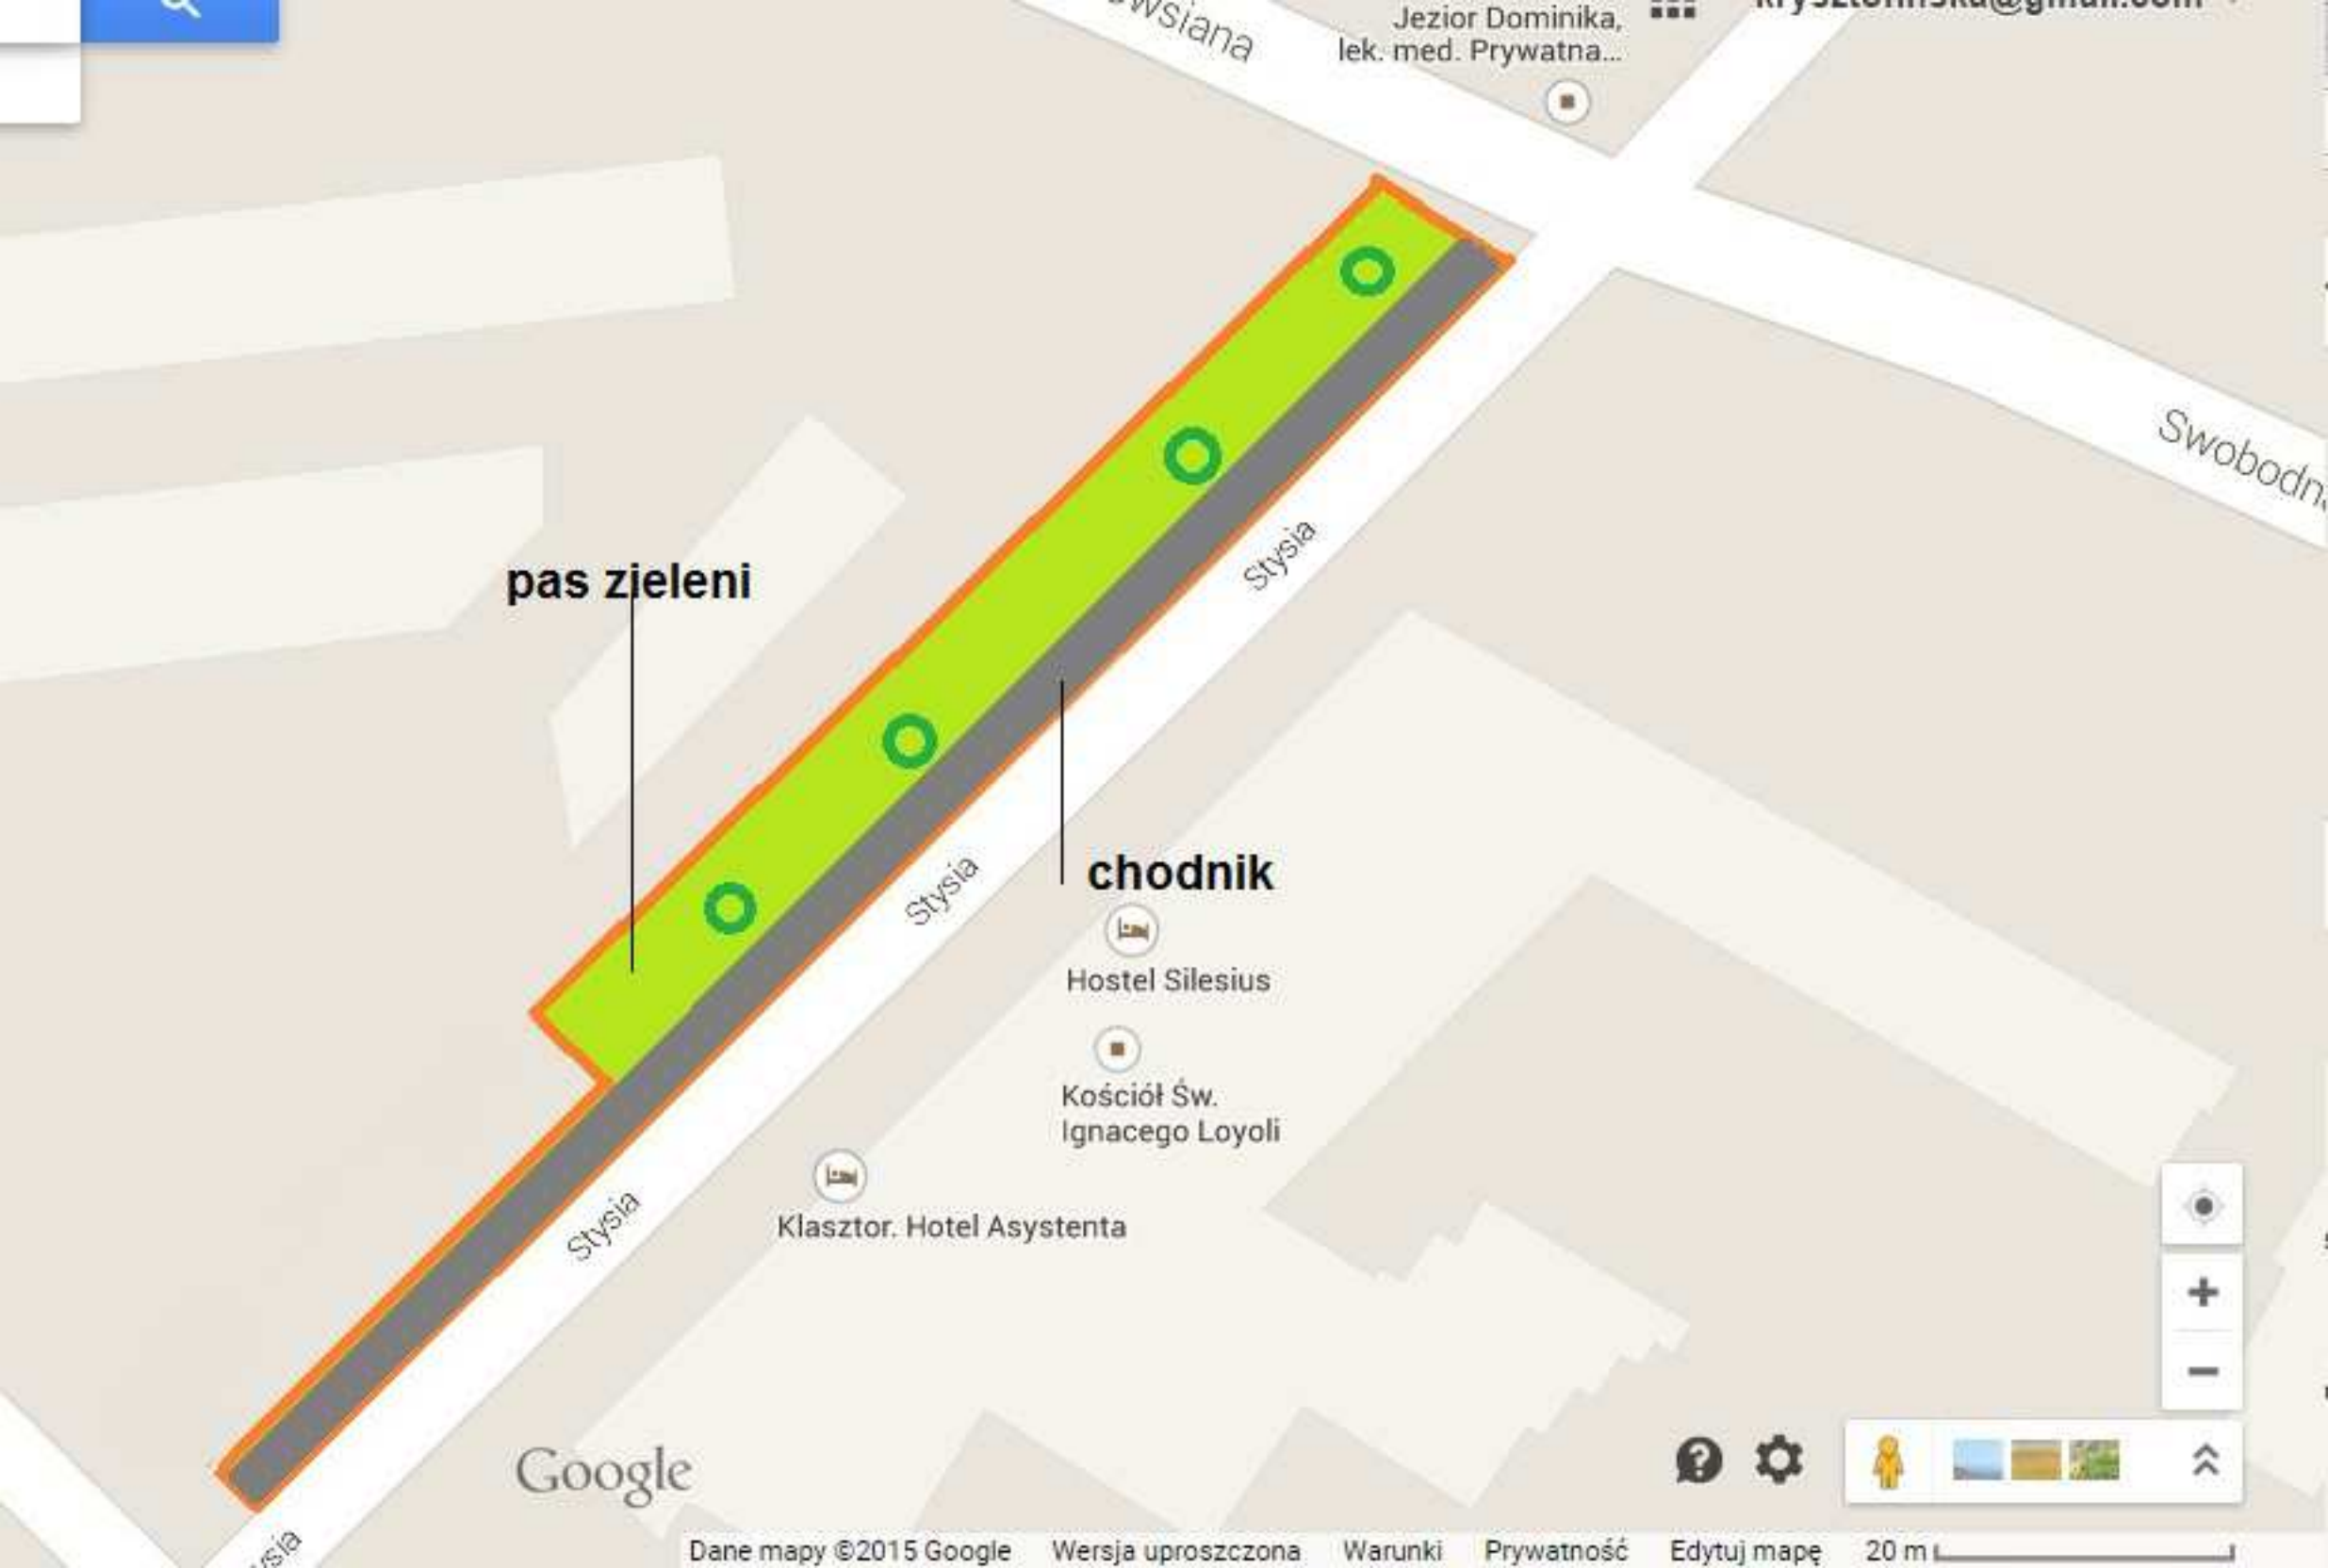 Jezior Dominika,
lek. med. Prywatna...
Stysia
pas zieleni
Stysia
chodnik
Hostel Silesius
Kościół Św.
Ignacego Loyoli
Stysia
Klasztor. Hotel Asystenta
Google
Dane mapy ©2015 Google Wersja uproszczona Warunki Prywatność Edytuj mapę 20 m